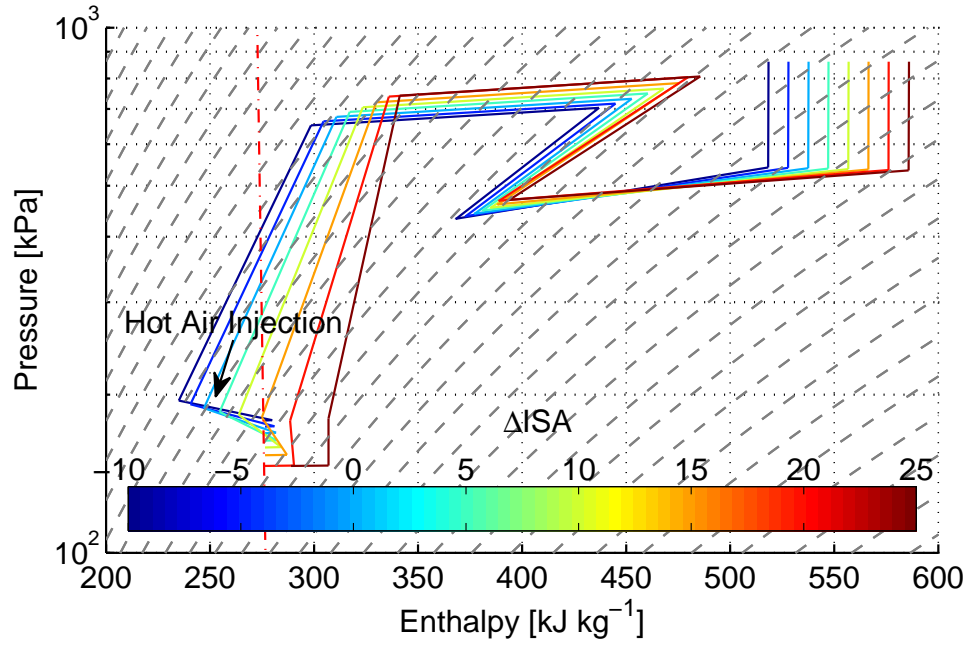 10³
Pressure [kPa]
Hot Air Injection
ΔISA
−10 −5 0 5 10 15 20 25
10²
200 250 300 350 400 450 500 550 600
Enthalpy [kJ kg⁻¹]